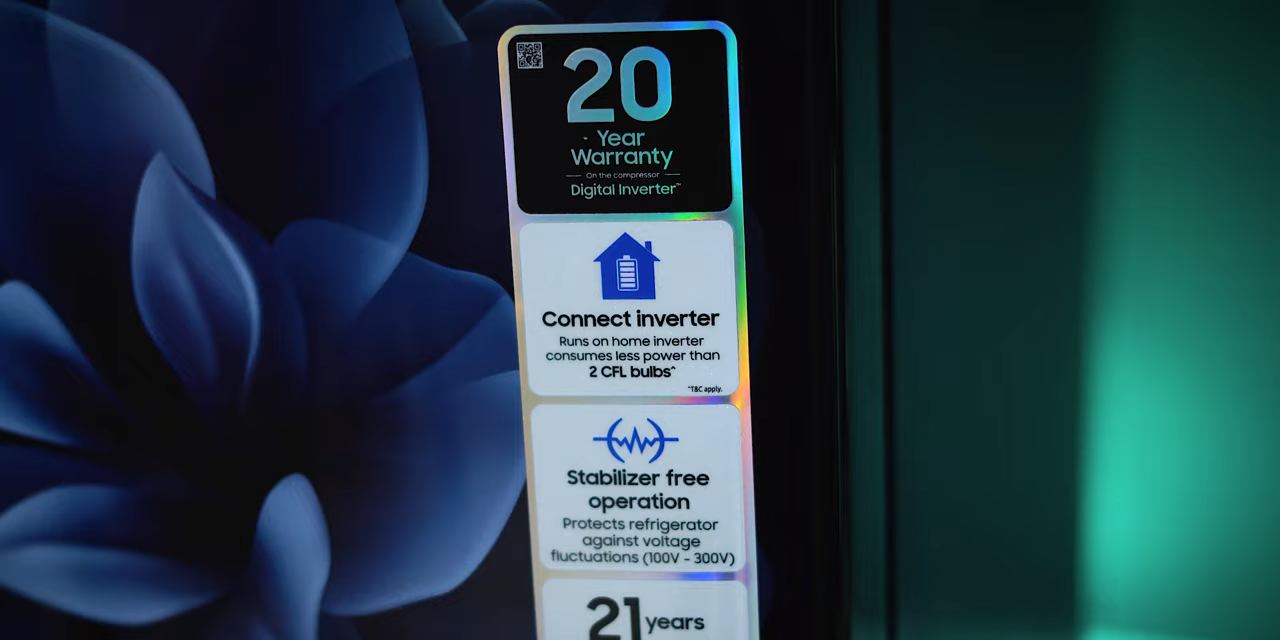 20
Year
Warranty
On the compressor
Digital Inverter™
Connect inverter
Runs on home inverter
consumes less power than
2 CFL bulbs^
^T&C apply.
Stabilizer free
operation
Protects refrigerator
against voltage
fluctuations (100V - 300V)
21 years